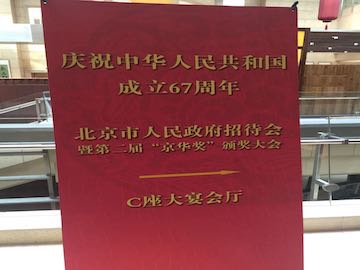 庆祝中华人民共和国
成立67周年
北京市人民政府招待会
暨第二届“京华奖”颁奖大会
C座大宴会厅